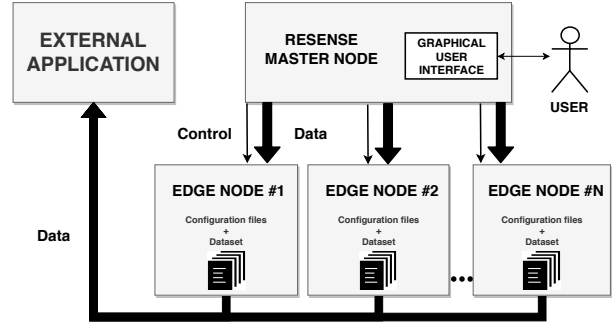 EXTERNAL
APPLICATION
RESENSE
MASTER NODE
GRAPHICAL
USER
INTERFACE
USER
Control
Data
EDGE NODE #1
Configuration files
+
Dataset
EDGE NODE #2
Configuration files
+
Dataset
...
EDGE NODE #N
Configuration files
+
Dataset
Data